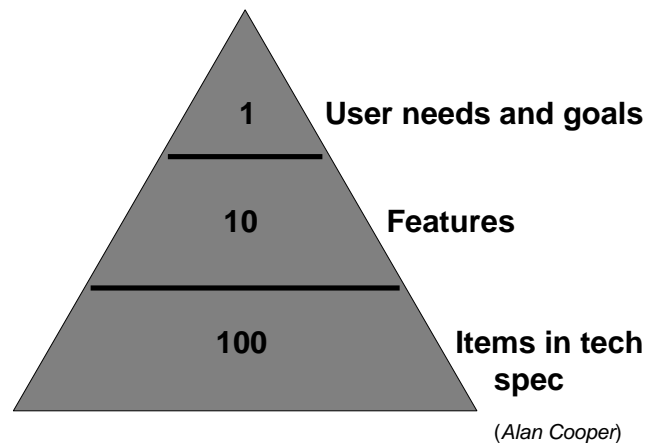 1 User needs and goals
10 Features
100 Items in tech
spec
(Alan Cooper)